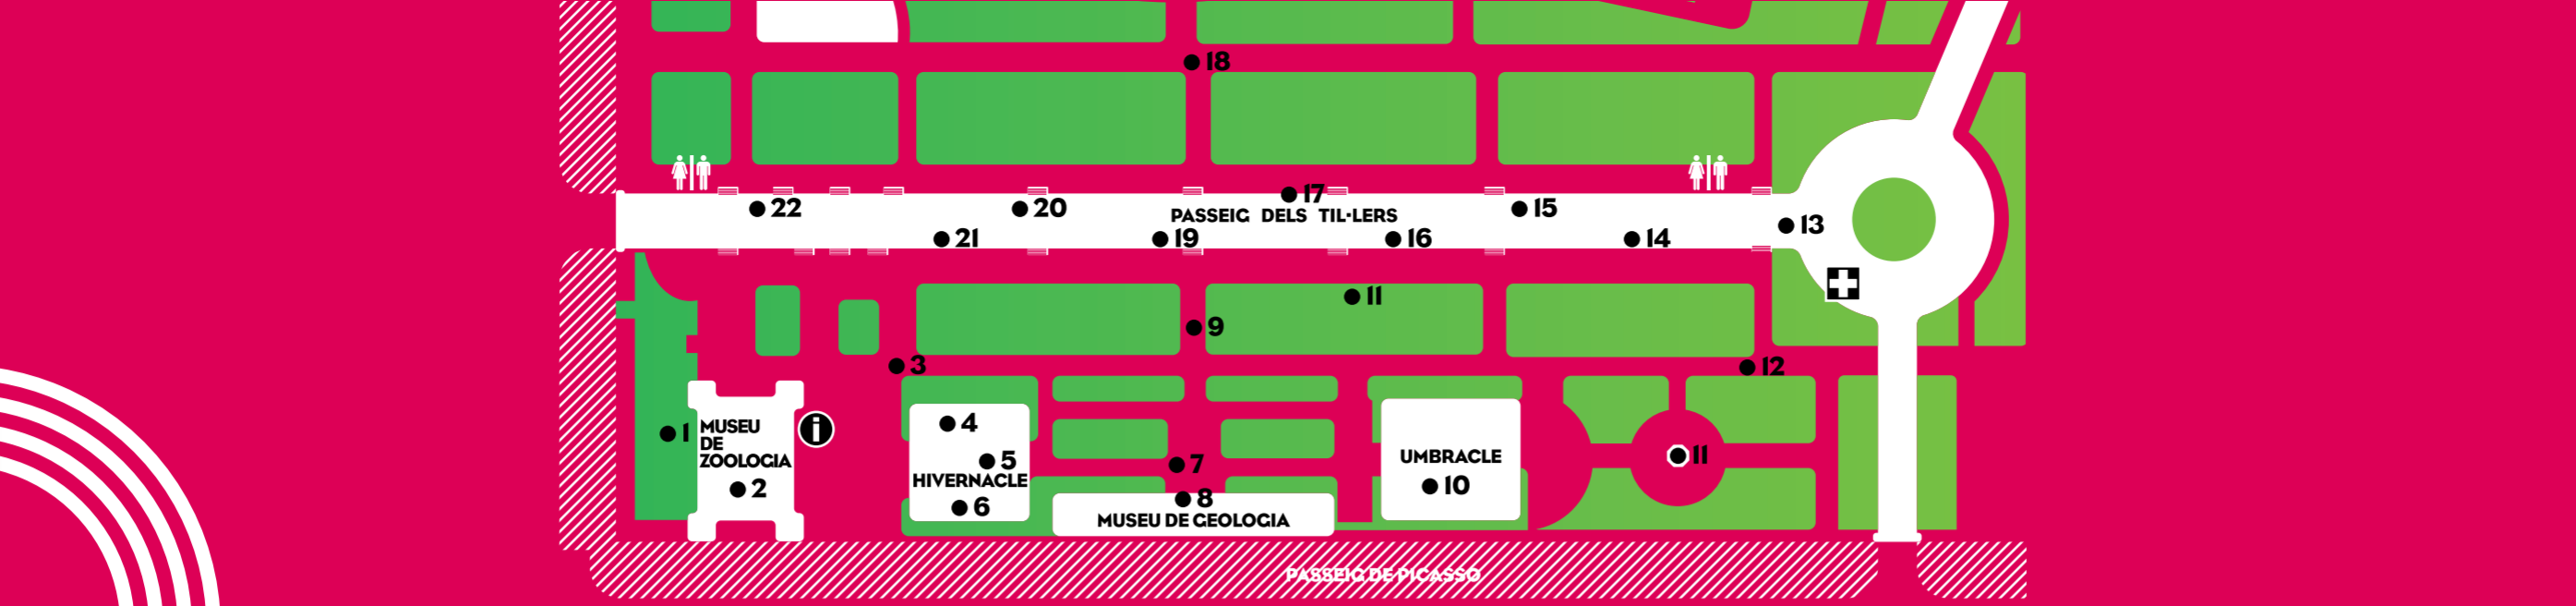 18
17
22
20
PASSEIG DELS TIL·LERS
15
13
21
19
16
14
11
9
3
12
4
MUSEU
DE
ZOOLOGIA
1
i
5
7
UMBRACLE
11
HIVERNACLE
2
10
6
8
MUSEU DE GEOLOGIA
PASSEIG DE PICASSO